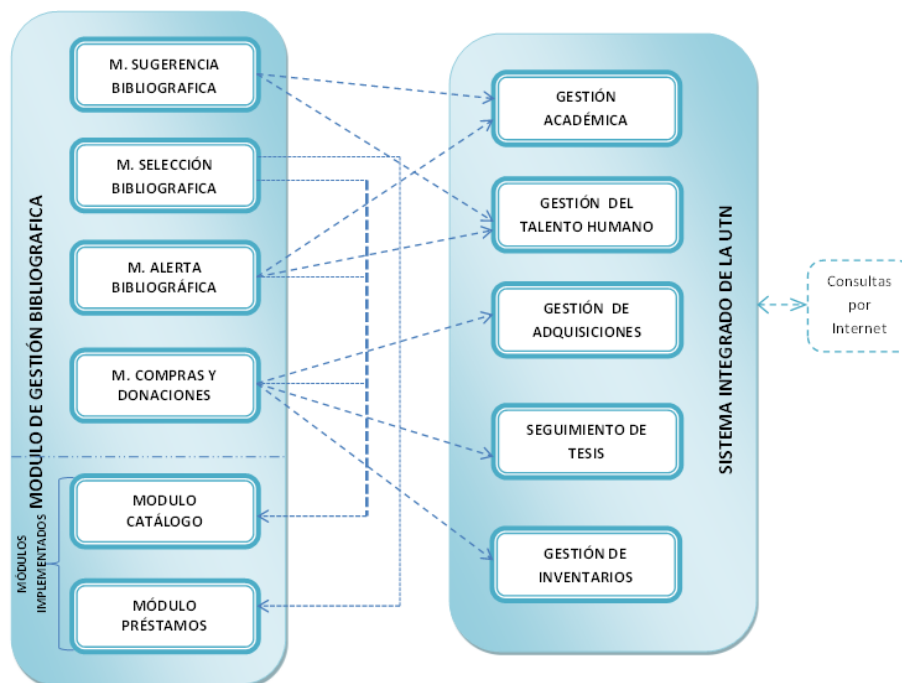 MODULO DE GESTIÓN BIBLIOGRAFICA
M. SUGERENCIA
BIBLIOGRAFICA
M. SELECCIÓN
BIBLIOGRAFICA
M. ALERTA
BIBLIOGRÁFICA
M. COMPRAS Y
DONACIONES
MÓDULOS
IMPLEMENTADOS
MODULO
CATÁLOGO
MÓDULO
PRÉSTAMOS
GESTIÓN
ACADÉMICA
GESTIÓN DEL
TALENTO HUMANO
GESTIÓN DE
ADQUISICIONES
SEGUIMIENTO DE
TESIS
GESTIÓN DE
INVENTARIOS
SISTEMA INTEGRADO DE LA UTN
Consultas
por
Internet